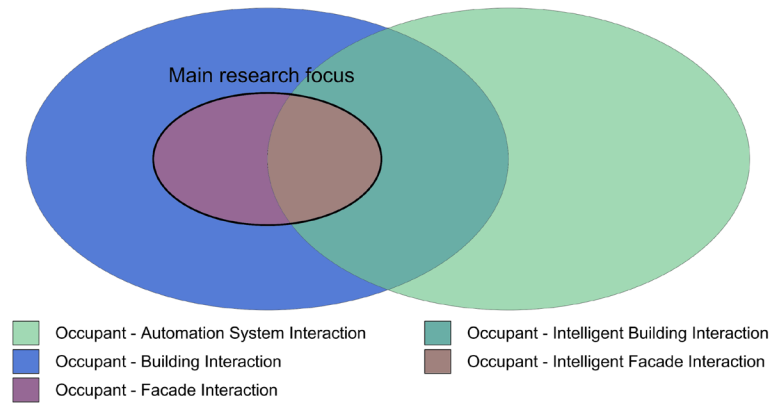 Main research focus
Occupant - Automation System Interaction
Occupant - Building Interaction
Occupant - Facade Interaction
Occupant - Intelligent Building Interaction
Occupant - Intelligent Facade Interaction